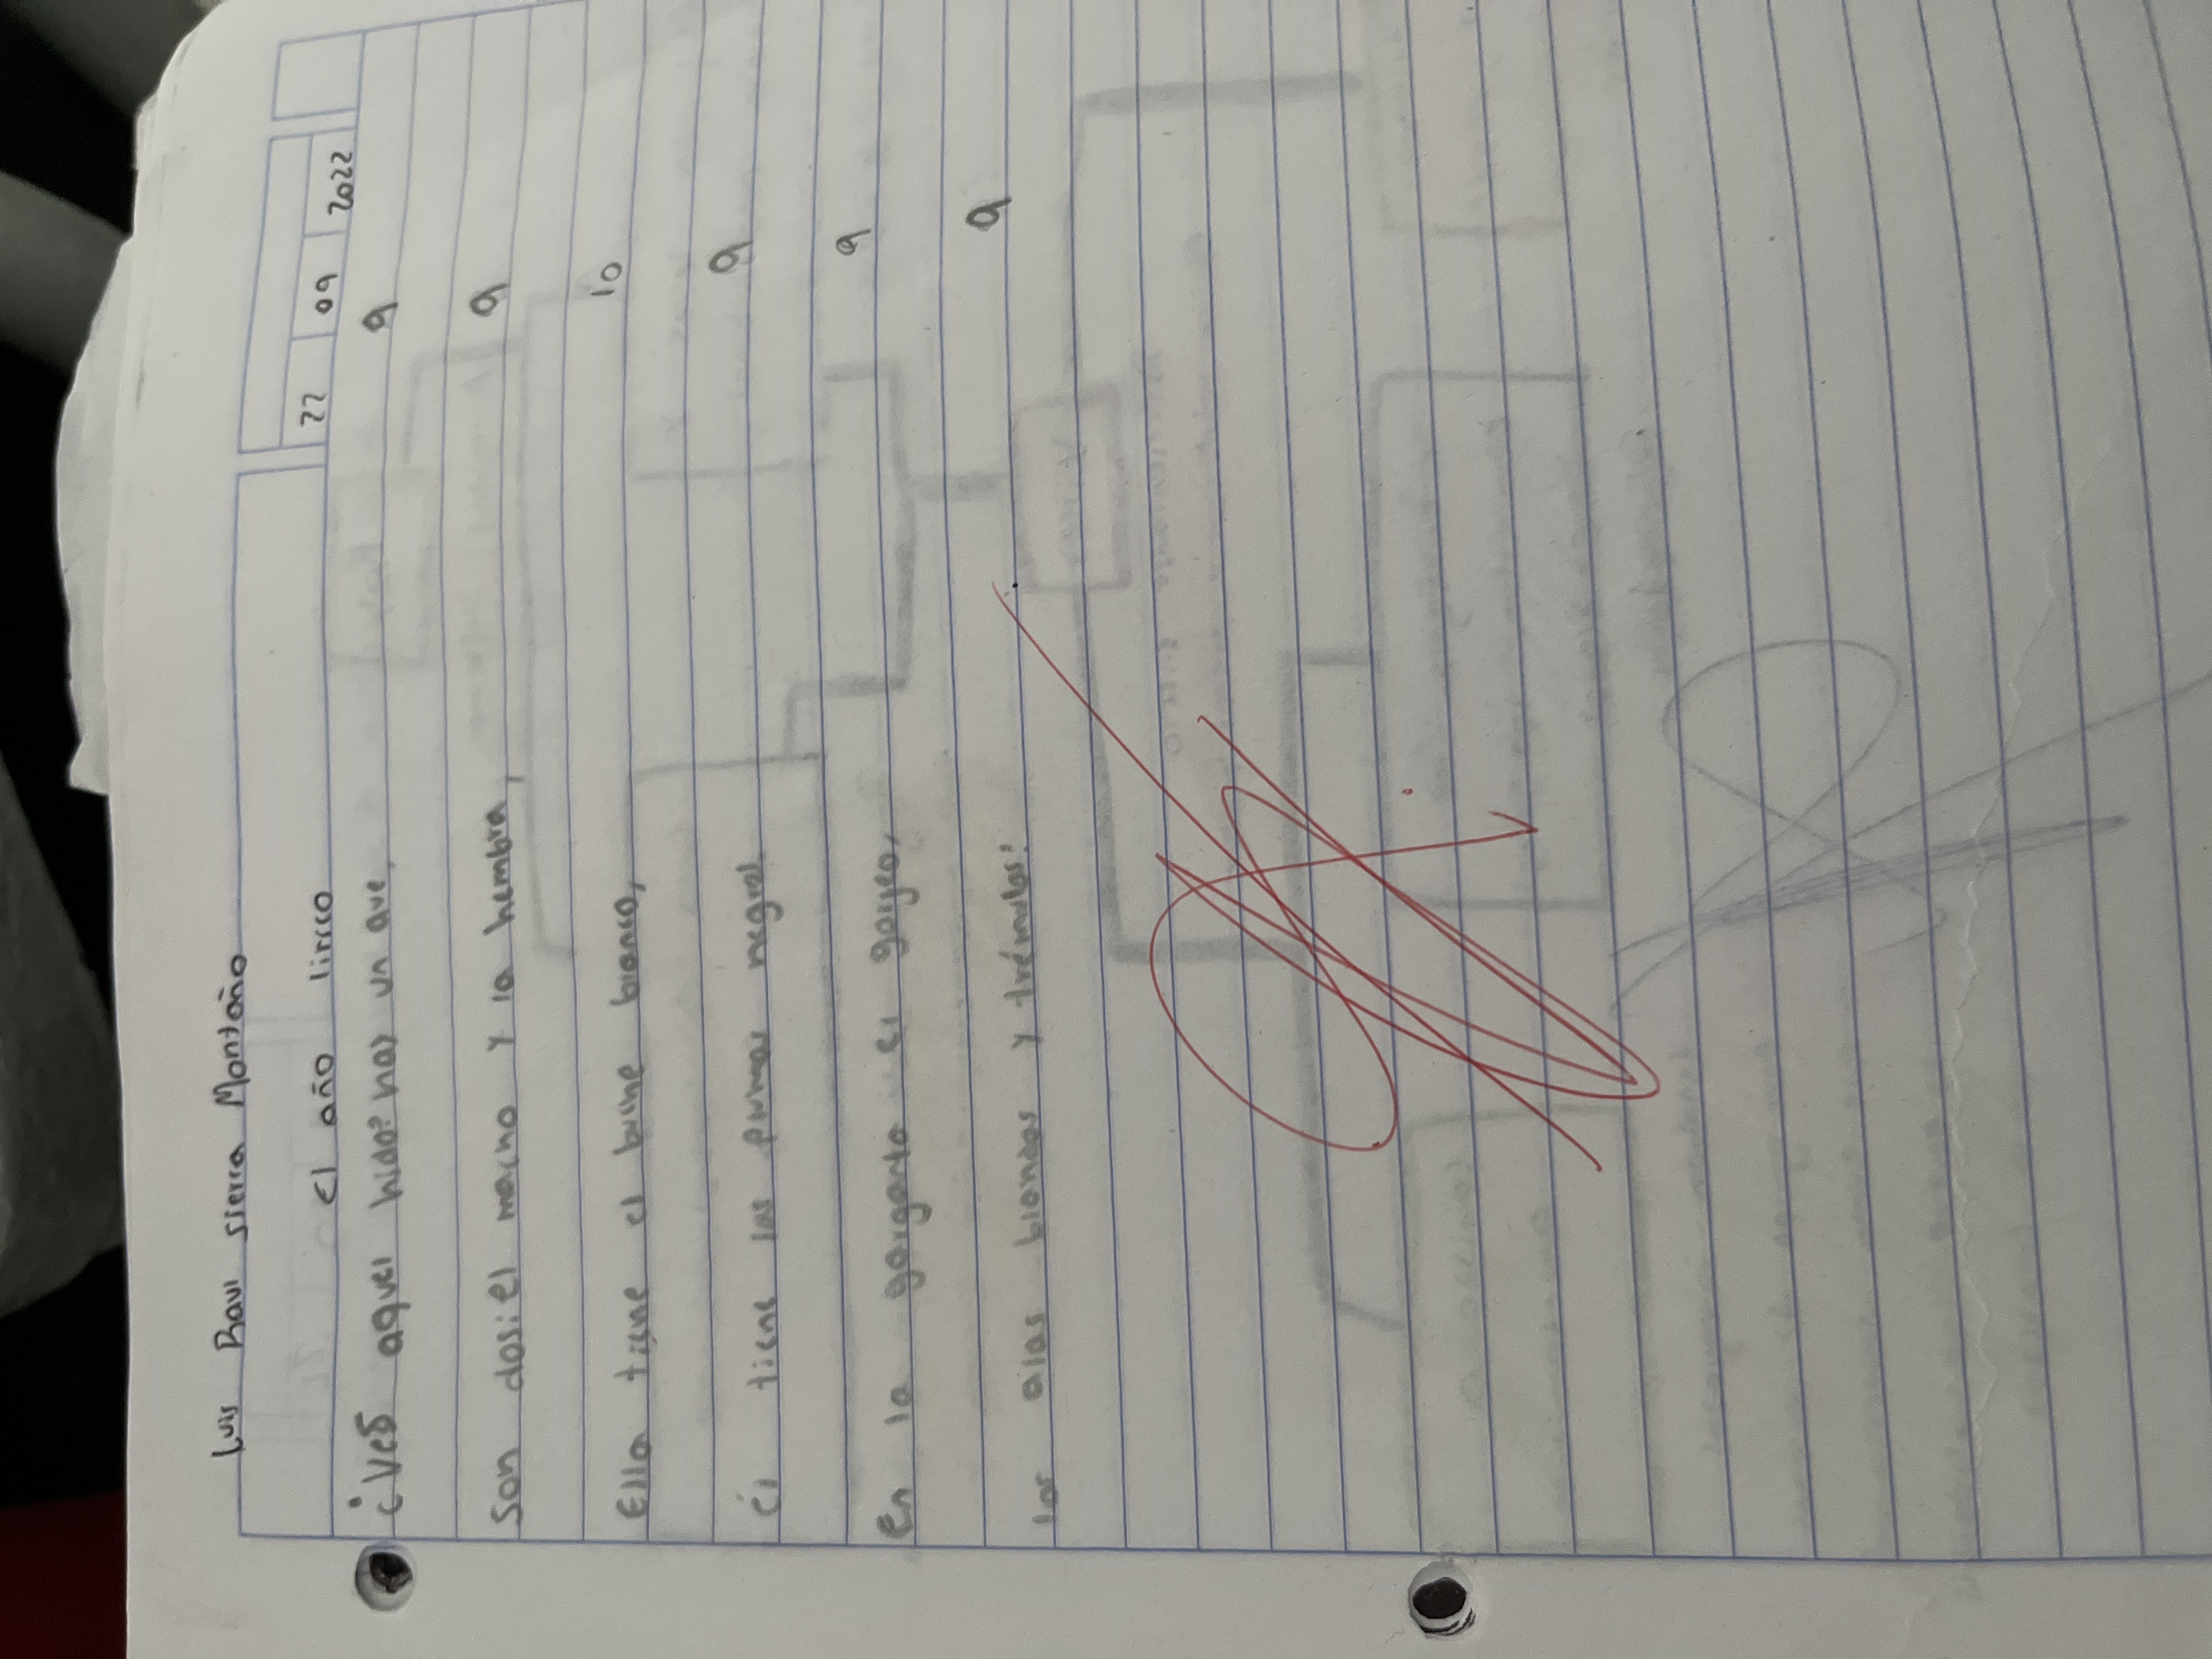 Luis Raul sierra Montaño
El año lirico
22 09 2022
¿Ves aquel nido? hay un ave, 9
Son dos: el macho y la hembra, 9
Ella tiene el buche blanco, 10
él tiene las plumas negras. 9
En la garganta el gorjeo, 9
las alas blandas y trémulas: 9